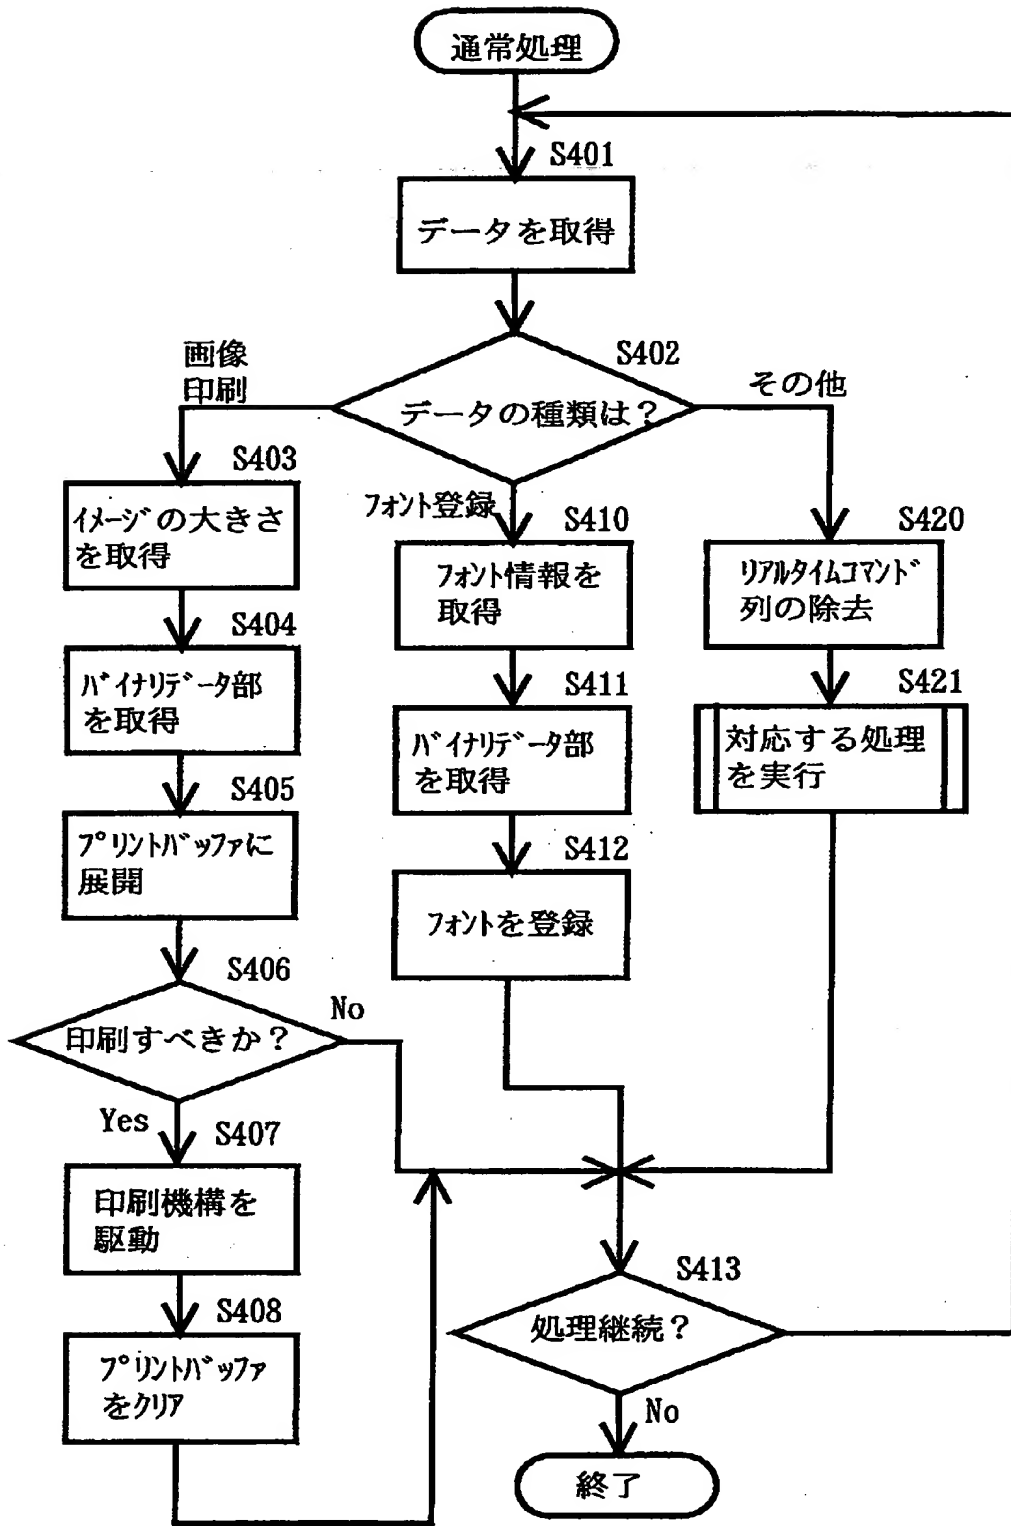 通常処理
S401
データを取得
S402
データの種類は？
画像
印刷
フォント登録
その他
S403
イメージの大きさ
を取得
S404
バイナリデータ部
を取得
S405
プリントバッファに
展開
S406
印刷すべきか？
No
Yes
S407
印刷機構を
駆動
S408
プリントバッファ
をクリア
S410
フォント情報を
取得
S411
バイナリデータ部
を取得
S412
フォントを登録
S420
リアルタイムコマンド
列の除去
S421
対応する処理
を実行
S413
処理継続？
No
終了